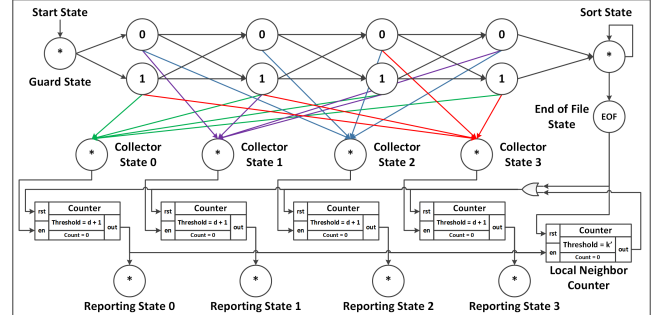 Start State
Sort State
* 0 0 0 0 *
Guard State
1 1 1 1
End of File State
EOF
* Collector State 0 * Collector State 1 * Collector State 2 * Collector State 3
rst Counter
en Threshold = d + 1 out
Count = 0
rst Counter
en Threshold = d + 1 out
Count = 0
rst Counter
en Threshold = d + 1 out
Count = 0
rst Counter
en Threshold = d + 1 out
Count = 0
rst Counter
en Threshold = k' out
Count = 0
Local Neighbor
Counter
* * * *
Reporting State 0 Reporting State 1 Reporting State 2 Reporting State 3